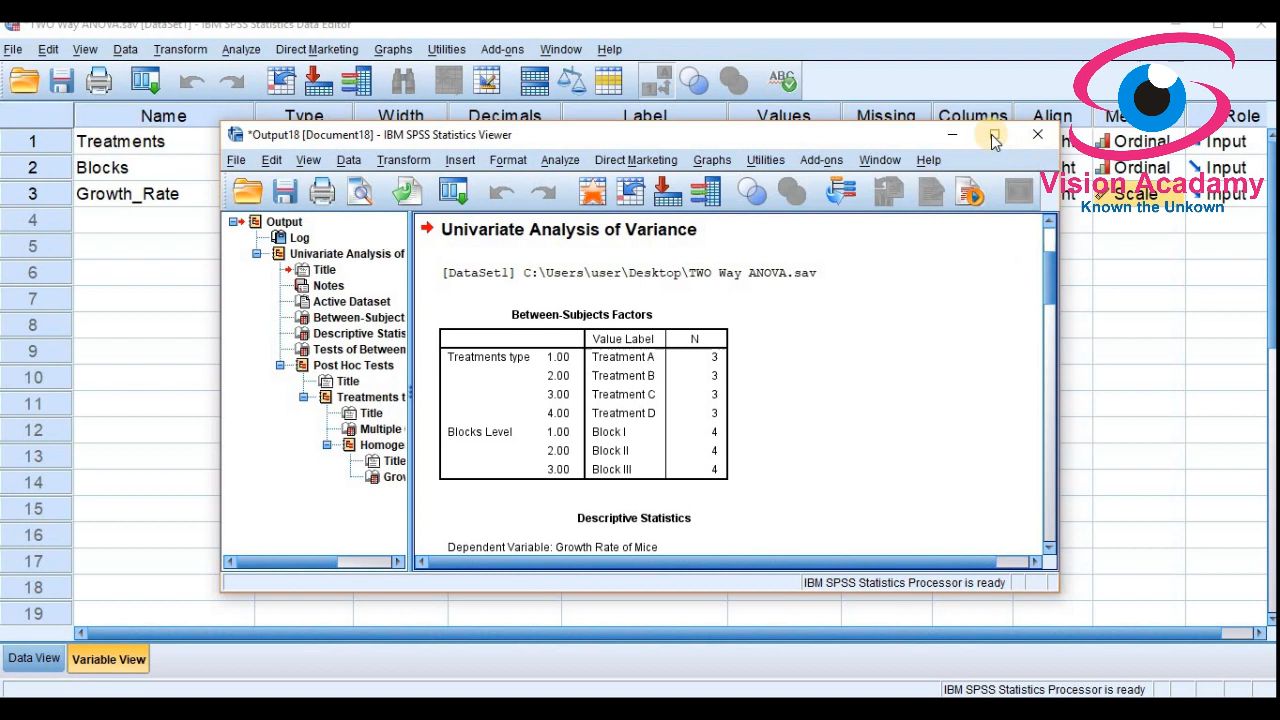 TWO Way ANOVA.sav [DataSet1] - IBM SPSS Statistics Data Editor
File Edit View Data Transform Analyze Direct Marketing Graphs Utilities Add-ons Window Help
Name Type Width Decimals Label Values Missing Columns Align Role
1 Treatments Ordinal Input
2 Blocks Ordinal Input
3 Growth_Rate Scale Input
4
5
6
7
8
9
10
11
12
13
14
15
16
17
18
19
Vision Acadamy
Known the Unkown
*Output18 [Document18] - IBM SPSS Statistics Viewer
File Edit View Data Transform Insert Format Analyze Direct Marketing Graphs Utilities Add-ons Window Help
Output
Log
Univariate Analysis of
Title
Notes
Active Dataset
Between-Subject
Descriptive Statis
Tests of Between
Post Hoc Tests
Title
Treatments t
Title
Multiple
Homoge
Title
Grov
Univariate Analysis of Variance
[DataSet1] C:\Users\user\Desktop\TWO Way ANOVA.sav
Between-Subjects Factors
Value Label N
Treatments type 1.00 Treatment A 3
2.00 Treatment B 3
3.00 Treatment C 3
4.00 Treatment D 3
Blocks Level 1.00 Block I 4
2.00 Block II 4
3.00 Block III 4
Descriptive Statistics
Dependent Variable: Growth Rate of Mice
IBM SPSS Statistics Processor is ready
Data View Variable View
IBM SPSS Statistics Processor is ready